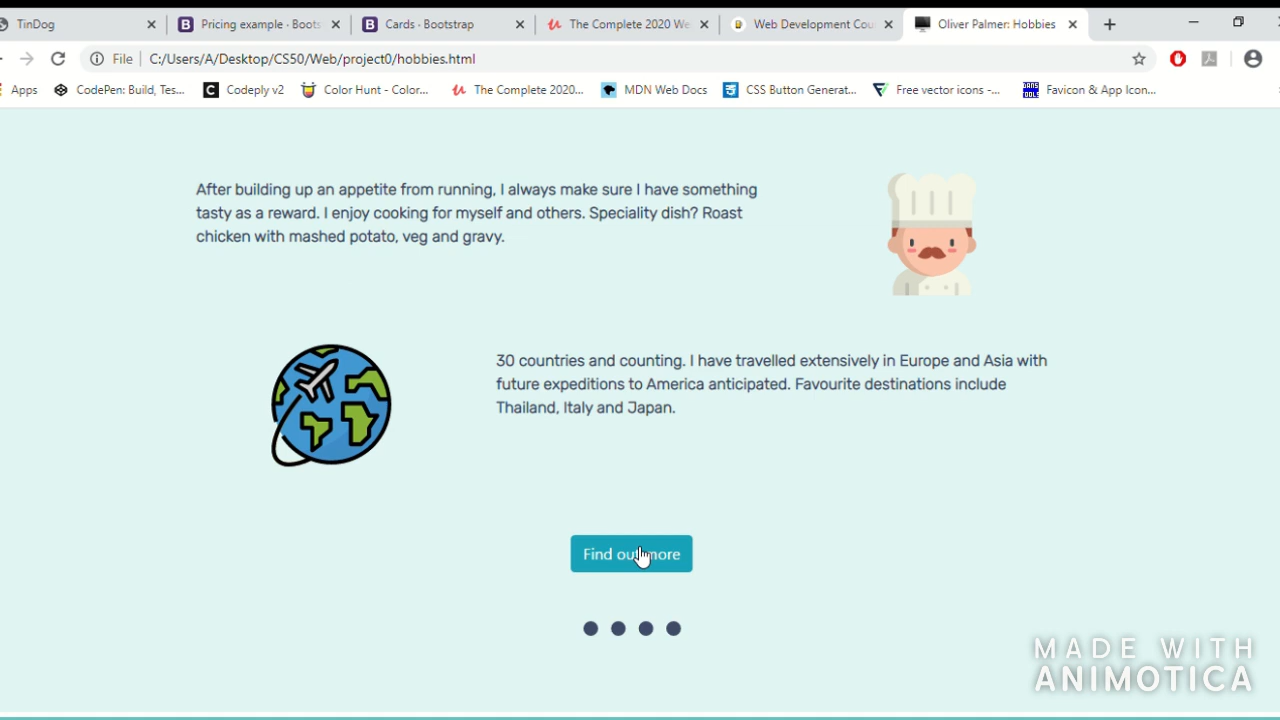 TinDog
Pricing example · Boots
Cards · Bootstrap
The Complete 2020 We
Web Development Cou
Oliver Palmer: Hobbies
File
C:/Users/A/Desktop/CS50/Web/project0/hobbies.html
Apps
CodePen: Build, Tes...
Codeply v2
Color Hunt - Color...
The Complete 2020...
MDN Web Docs
CSS Button Generat...
Free vector icons -...
Favicon & App Icon...
After building up an appetite from running, I always make sure I have something
tasty as a reward. I enjoy cooking for myself and others. Speciality dish? Roast
chicken with mashed potato, veg and gravy.
30 countries and counting. I have travelled extensively in Europe and Asia with
future expeditions to America anticipated. Favourite destinations include
Thailand, Italy and Japan.
Find out more
MADE WITH
ANIMOTICA